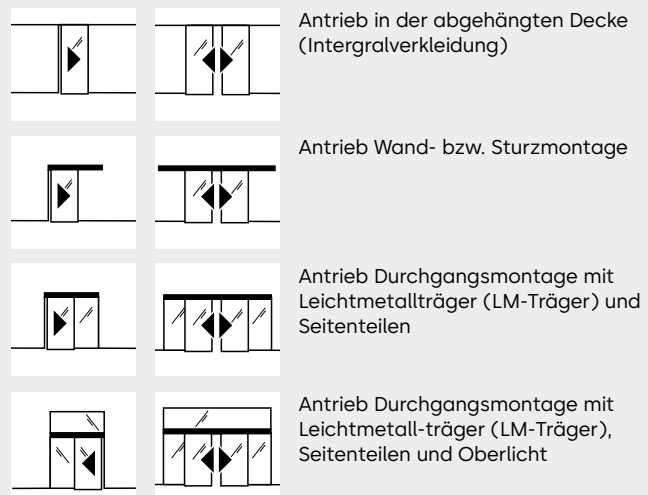 Antrieb in der abgehängten Decke
(Intergralverkleidung)
Antrieb Wand- bzw. Sturzmontage
Antrieb Durchgangsmontage mit
Leichtmetallträger (LM-Träger) und
Seitenteilen
Antrieb Durchgangsmontage mit
Leichtmetall-träger (LM-Träger),
Seitenteilen und Oberlicht